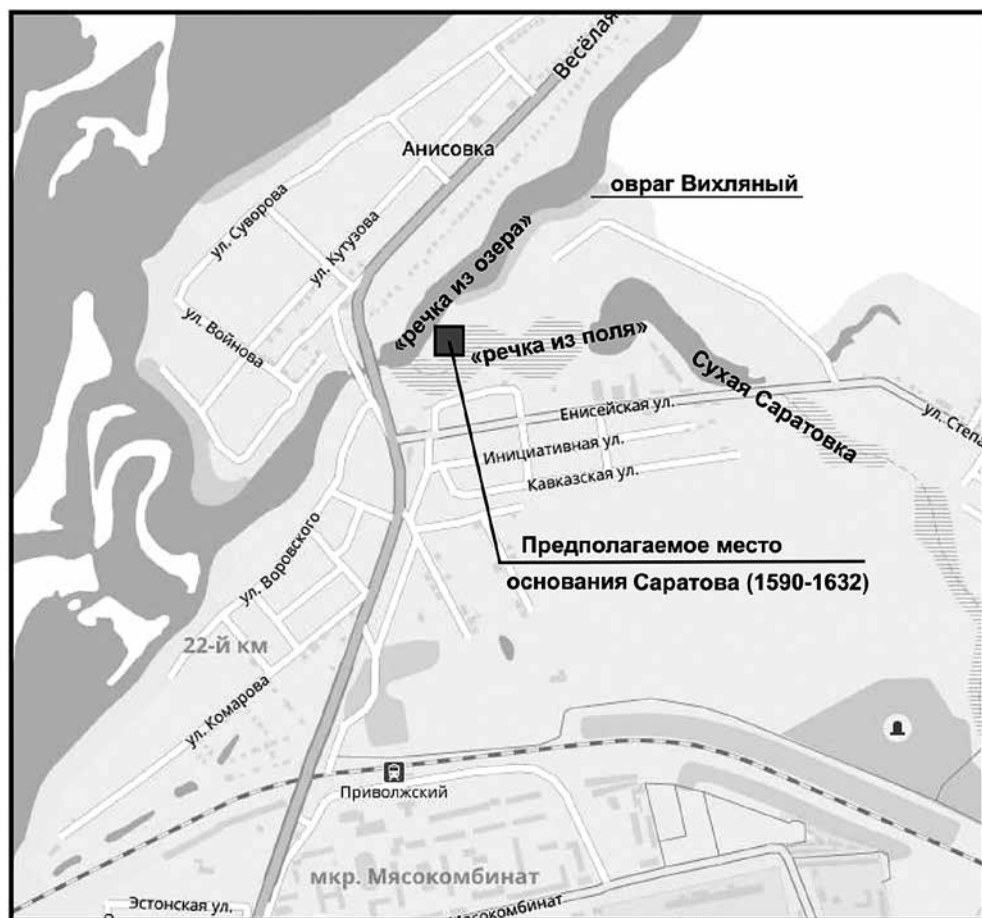 Весёлая
Анисовка
овраг Вихляный
ул. Суворова
ул. Кутузова
«речка из озера»
ул. Войнова
«речка из поля»
Сухая Саратовка
Енисейская ул.
ул. Степа
Инициативная ул.
Кавказская ул.
Предполагаемое место
основания Саратова (1590-1632)
ул. Воровского
22-й км
ул. Комарова
Приволжский
мкр. Мясокомбинат
Эстонская ул.
Мясокомбинат